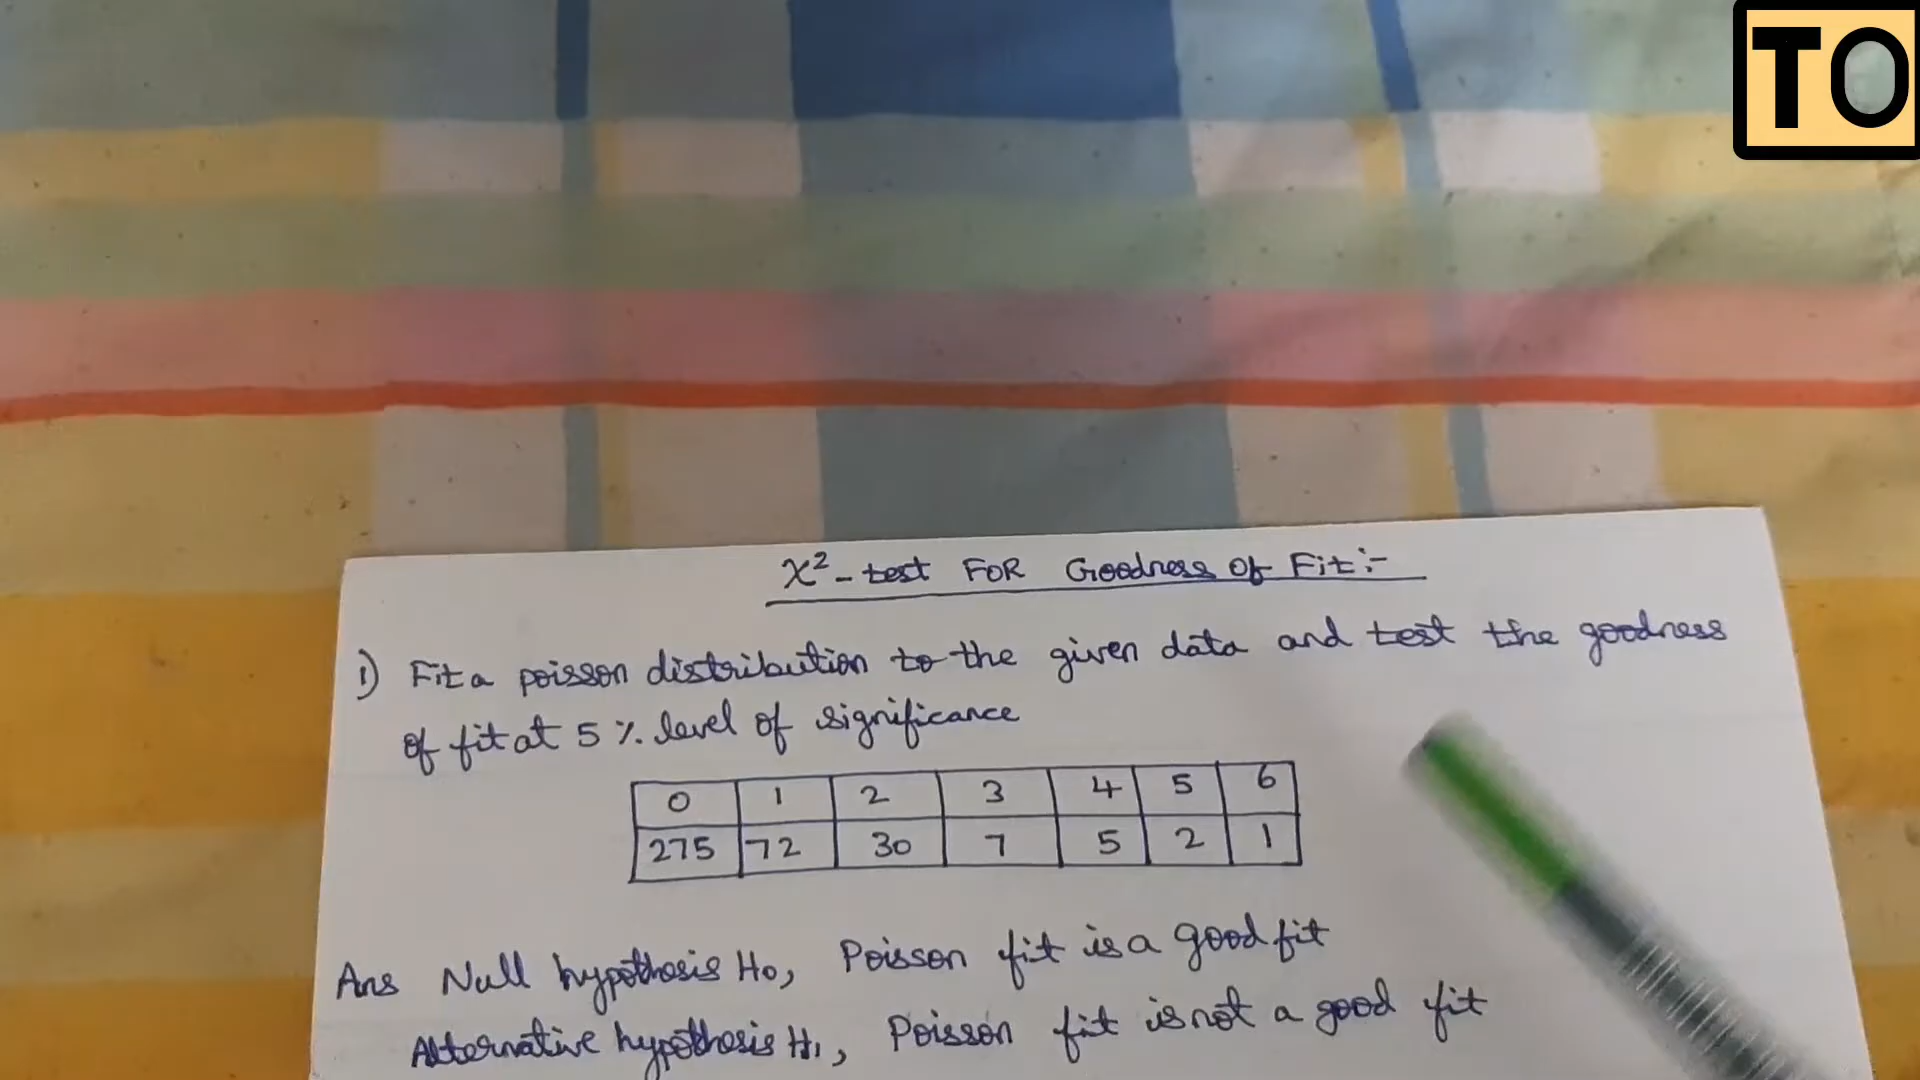 TO
χ² - test FOR Goodness Of Fit :-
1) Fit a poisson distribution to the given data and test the goodness
of fit at 5 %. level of significance
0 1 2 3 4 5 6
275 72 30 7 5 2 1
Ans Null hypothesis H₀, Poisson fit is a good fit
Alternative hypothesis H₁, Poisson fit is not a good fit